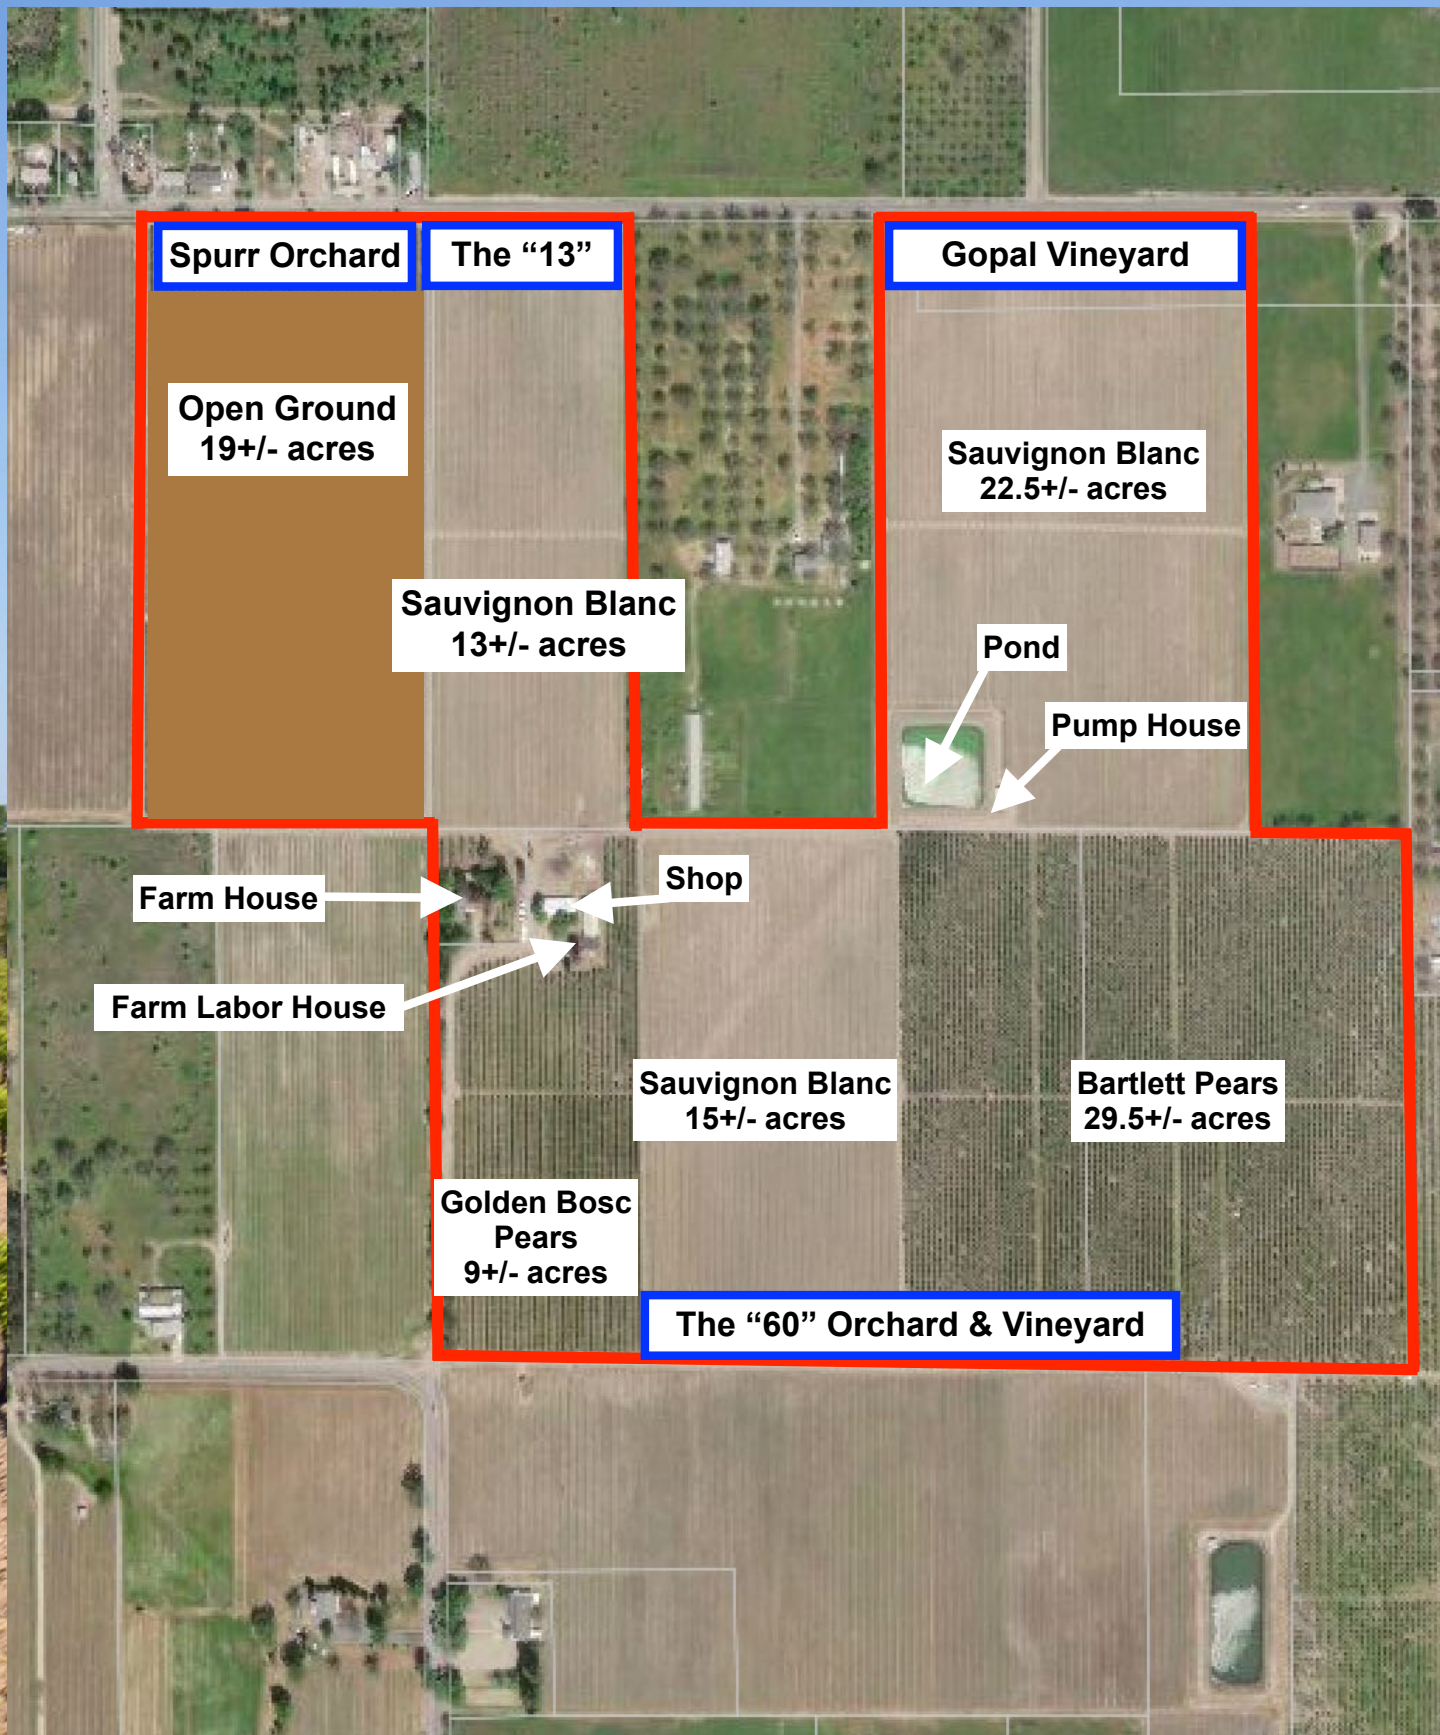 Spurr Orchard
The “13”
Gopal Vineyard
Open Ground
19+/- acres
Sauvignon Blanc
22.5+/- acres
Sauvignon Blanc
13+/- acres
Pond
Pump House
Farm House
Shop
Farm Labor House
Sauvignon Blanc
15+/- acres
Bartlett Pears
29.5+/- acres
Golden Bosc
Pears
9+/- acres
The “60” Orchard & Vineyard